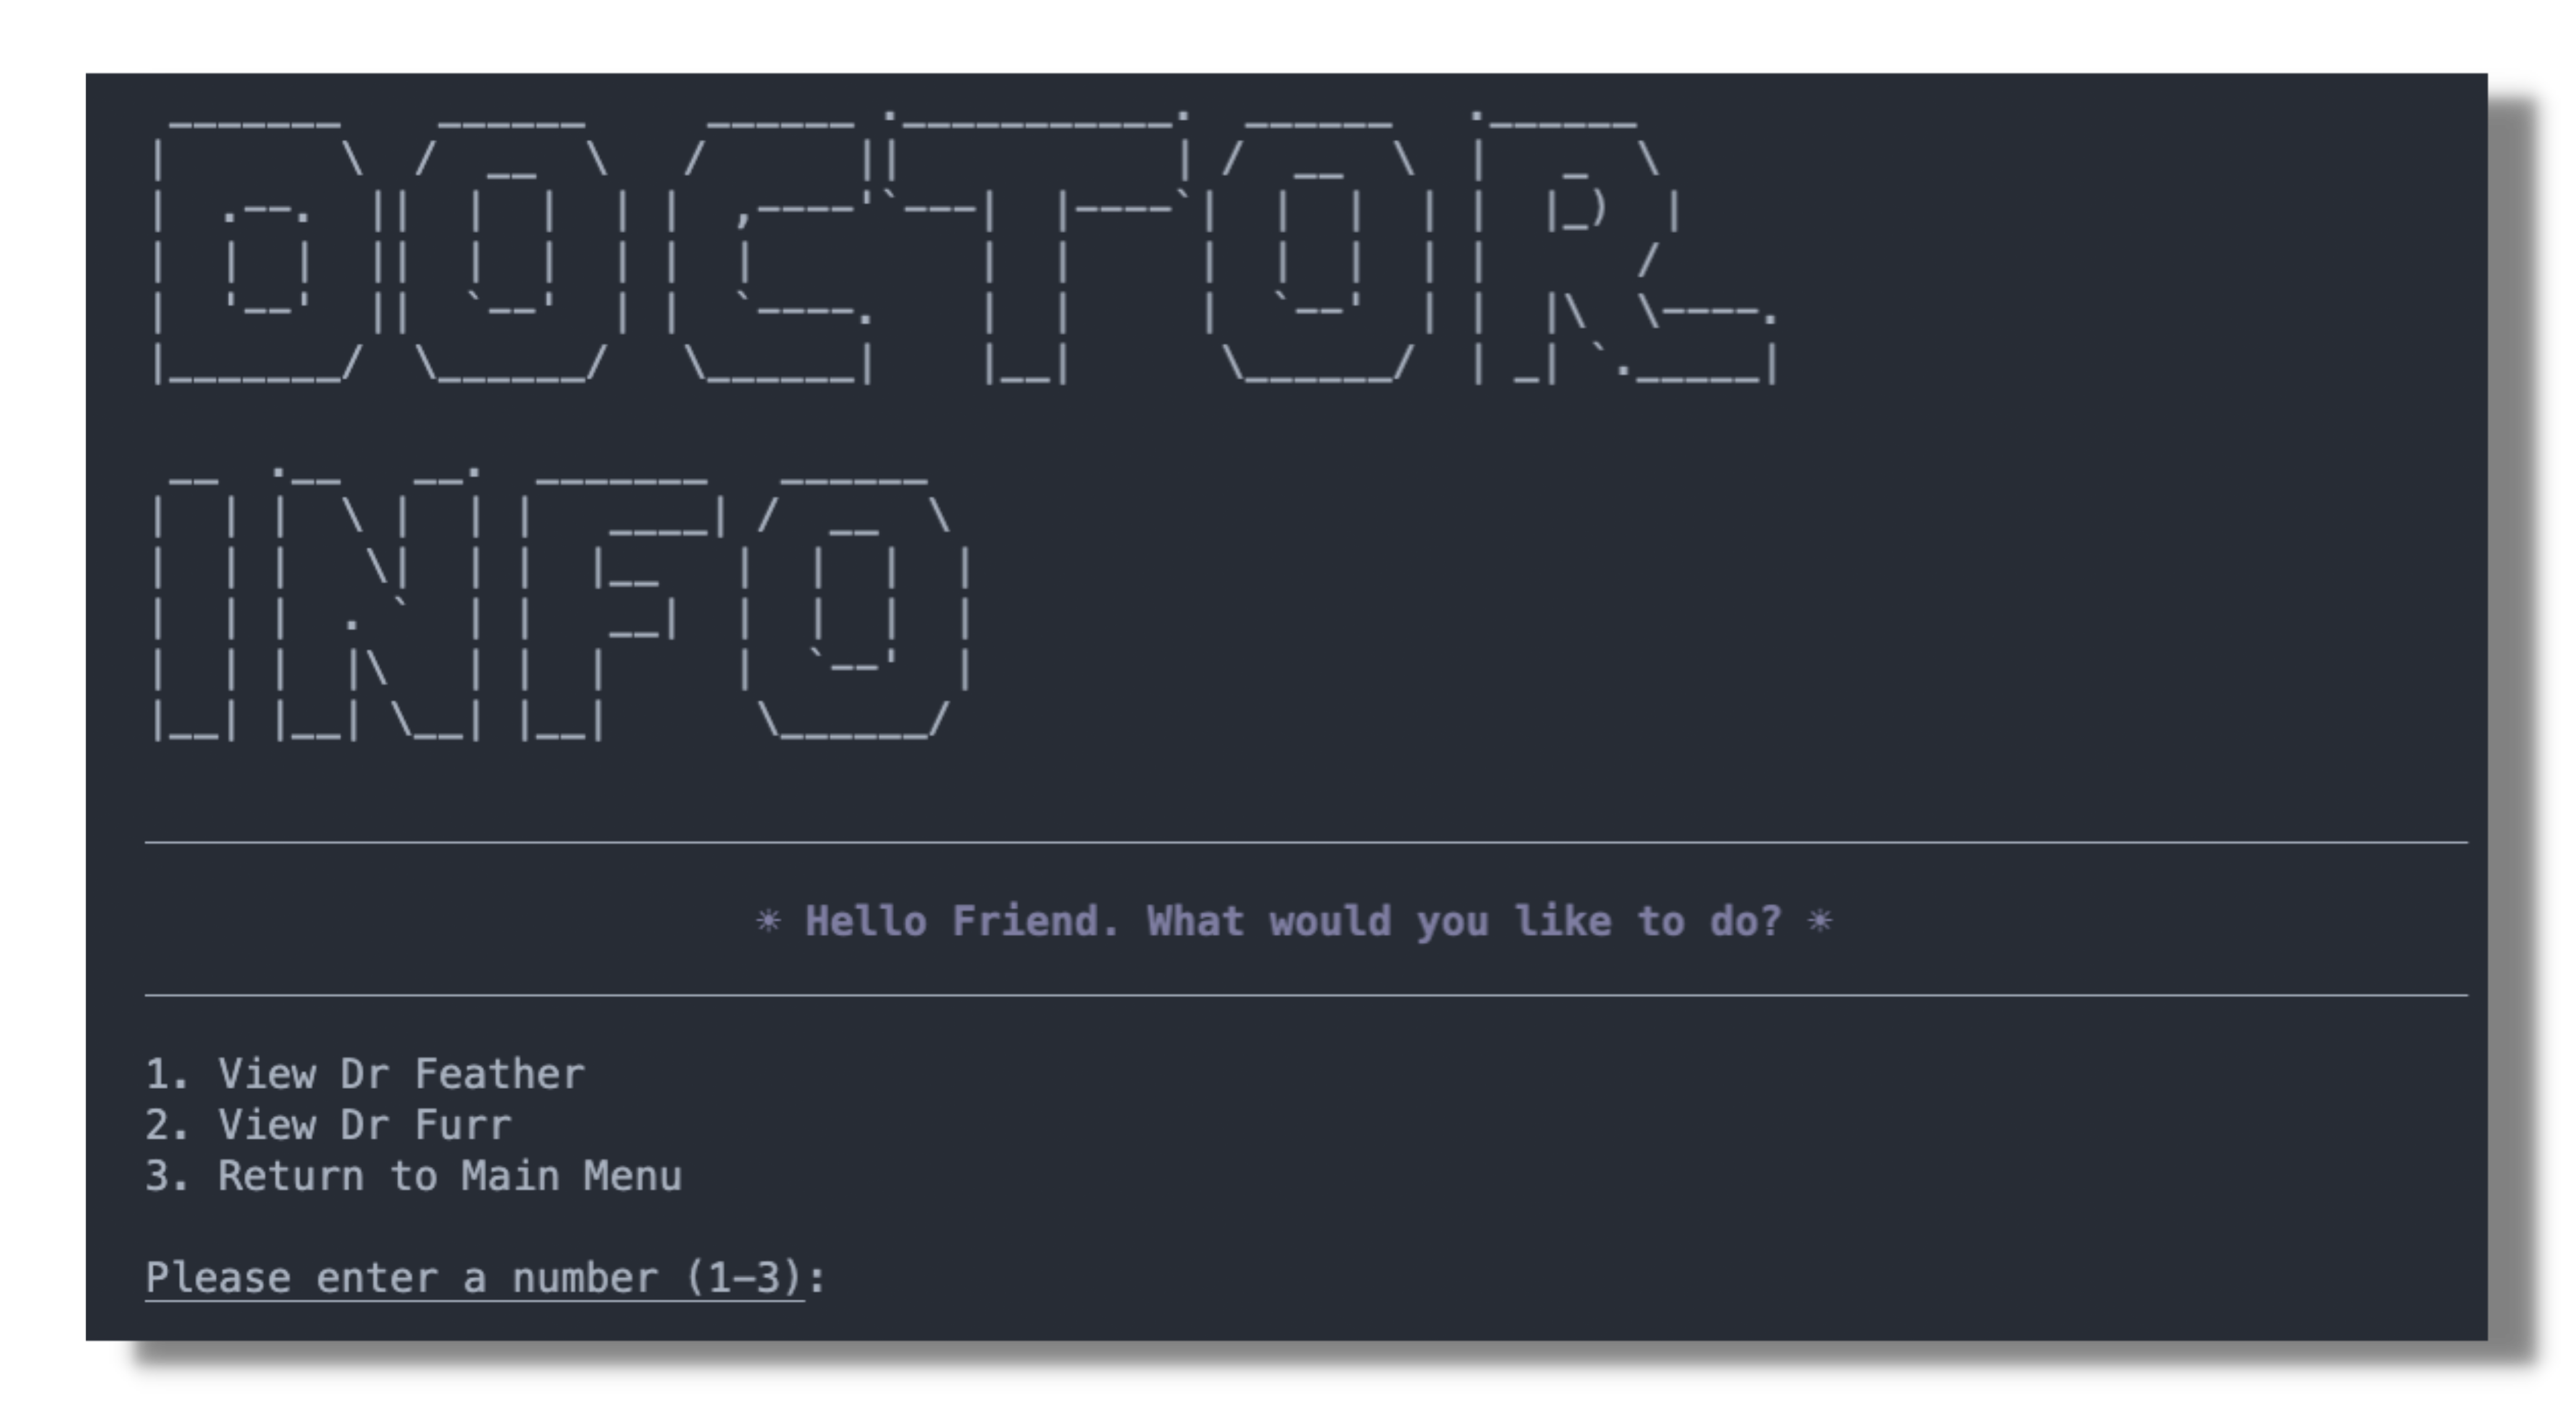 DOCTOR
INFO
☀ Hello Friend. What would you like to do? ☀
1. View Dr Feather
2. View Dr Furr
3. Return to Main Menu
Please enter a number (1-3):